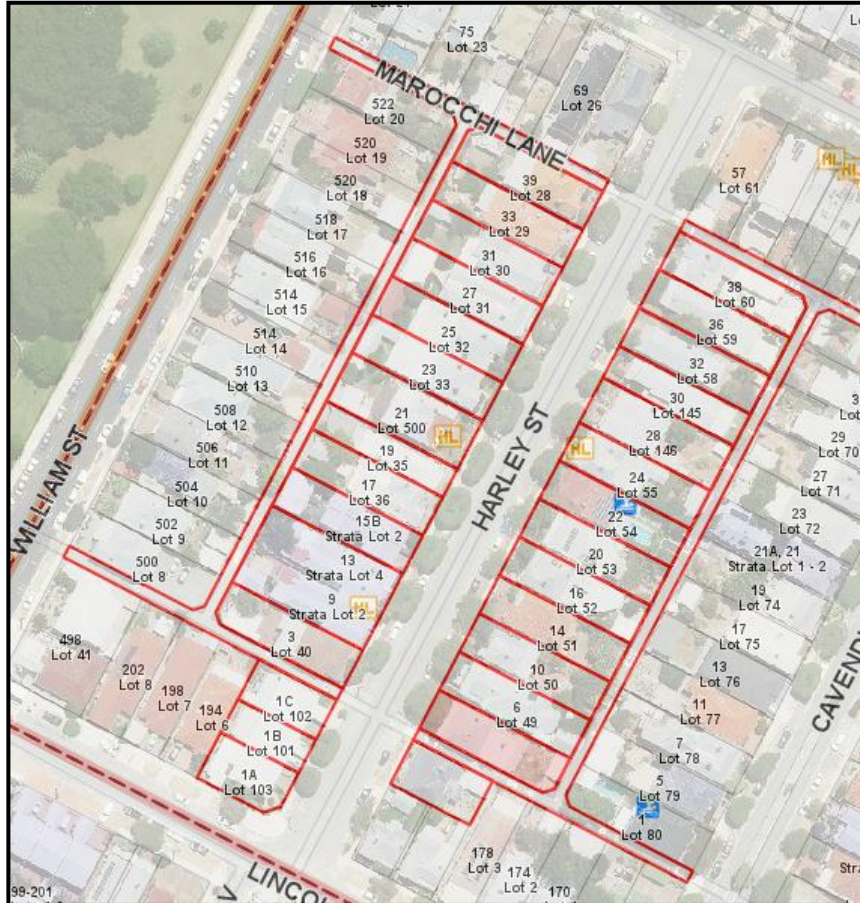 75
Lot 23
MAROCCHI LANE
69
Lot 26
522
Lot 20
520
Lot 19
520
Lot 18
518
Lot 17
516
Lot 16
514
Lot 15
514
Lot 14
510
Lot 13
508
Lot 12
506
Lot 11
504
Lot 10
502
Lot 9
500
Lot 8
WILLIAM ST
39
Lot 28
33
Lot 29
31
Lot 30
27
Lot 31
25
Lot 32
23
Lot 33
21
Lot 500
HL
19
Lot 35
17
Lot 36
15B
Strata Lot 2
13
Strata Lot 4
9
Strata Lot 2
HL
3
Lot 40
1C
Lot 102
1B
Lot 101
1A
Lot 103
498
Lot 41
202
Lot 8
198
Lot 7
194
Lot 6
HARLEY ST
HL
57
Lot 61
38
Lot 60
36
Lot 59
32
Lot 58
30
Lot 145
28
Lot 146
24
Lot 55
22
Lot 54
20
Lot 53
16
Lot 52
14
Lot 51
10
Lot 50
6
Lot 49
29
Lot 70
27
Lot 71
23
Lot 72
21A, 21
Strata Lot 1 - 2
19
Lot 74
17
Lot 75
13
Lot 76
11
Lot 77
7
Lot 78
5
Lot 79
1
Lot 80
CAVEND
178
Lot 3
174
Lot 2
170
LINCOL
99-201